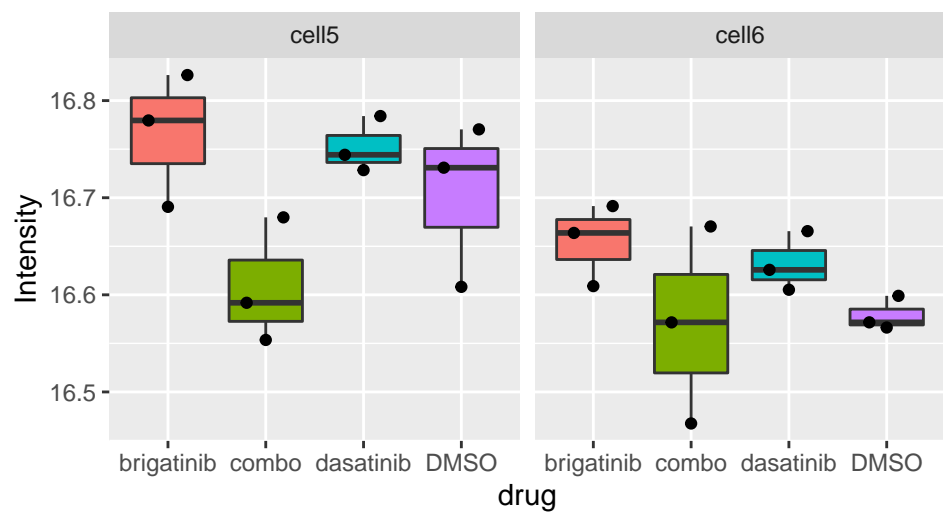 cell5 cell6
Intensity
16.8
16.7
16.6
16.5
brigatinib combo dasatinib DMSO brigatinib combo dasatinib DMSO
drug